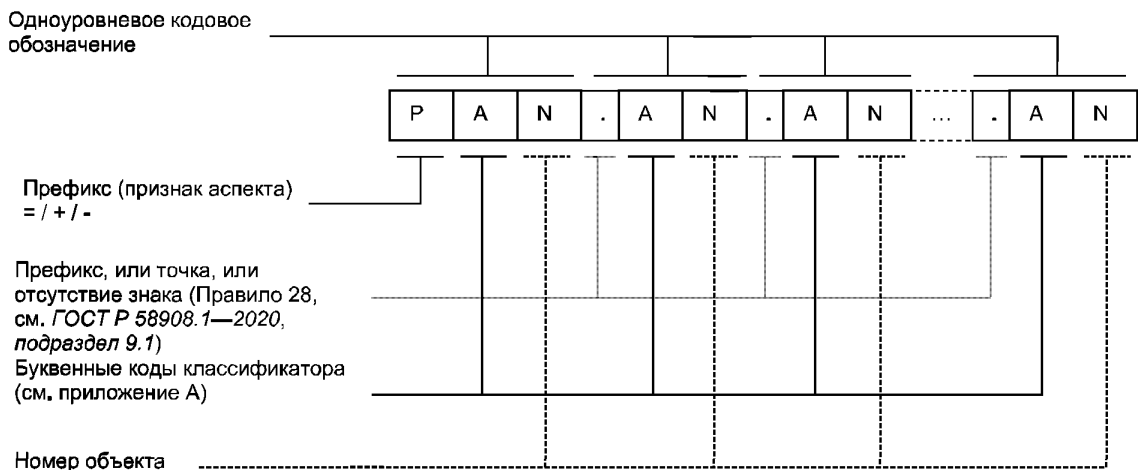 Одноуровневое кодовое
обозначение
P A N . A N . A N ... . A N
Префикс (признак аспекта)
= / + / -
Префикс, или точка, или
отсутствие знака (Правило 28,
см. ГОСТ Р 58908.1—2020,
подраздел 9.1)
Буквенные коды классификатора
(см. приложение А)
Номер объекта